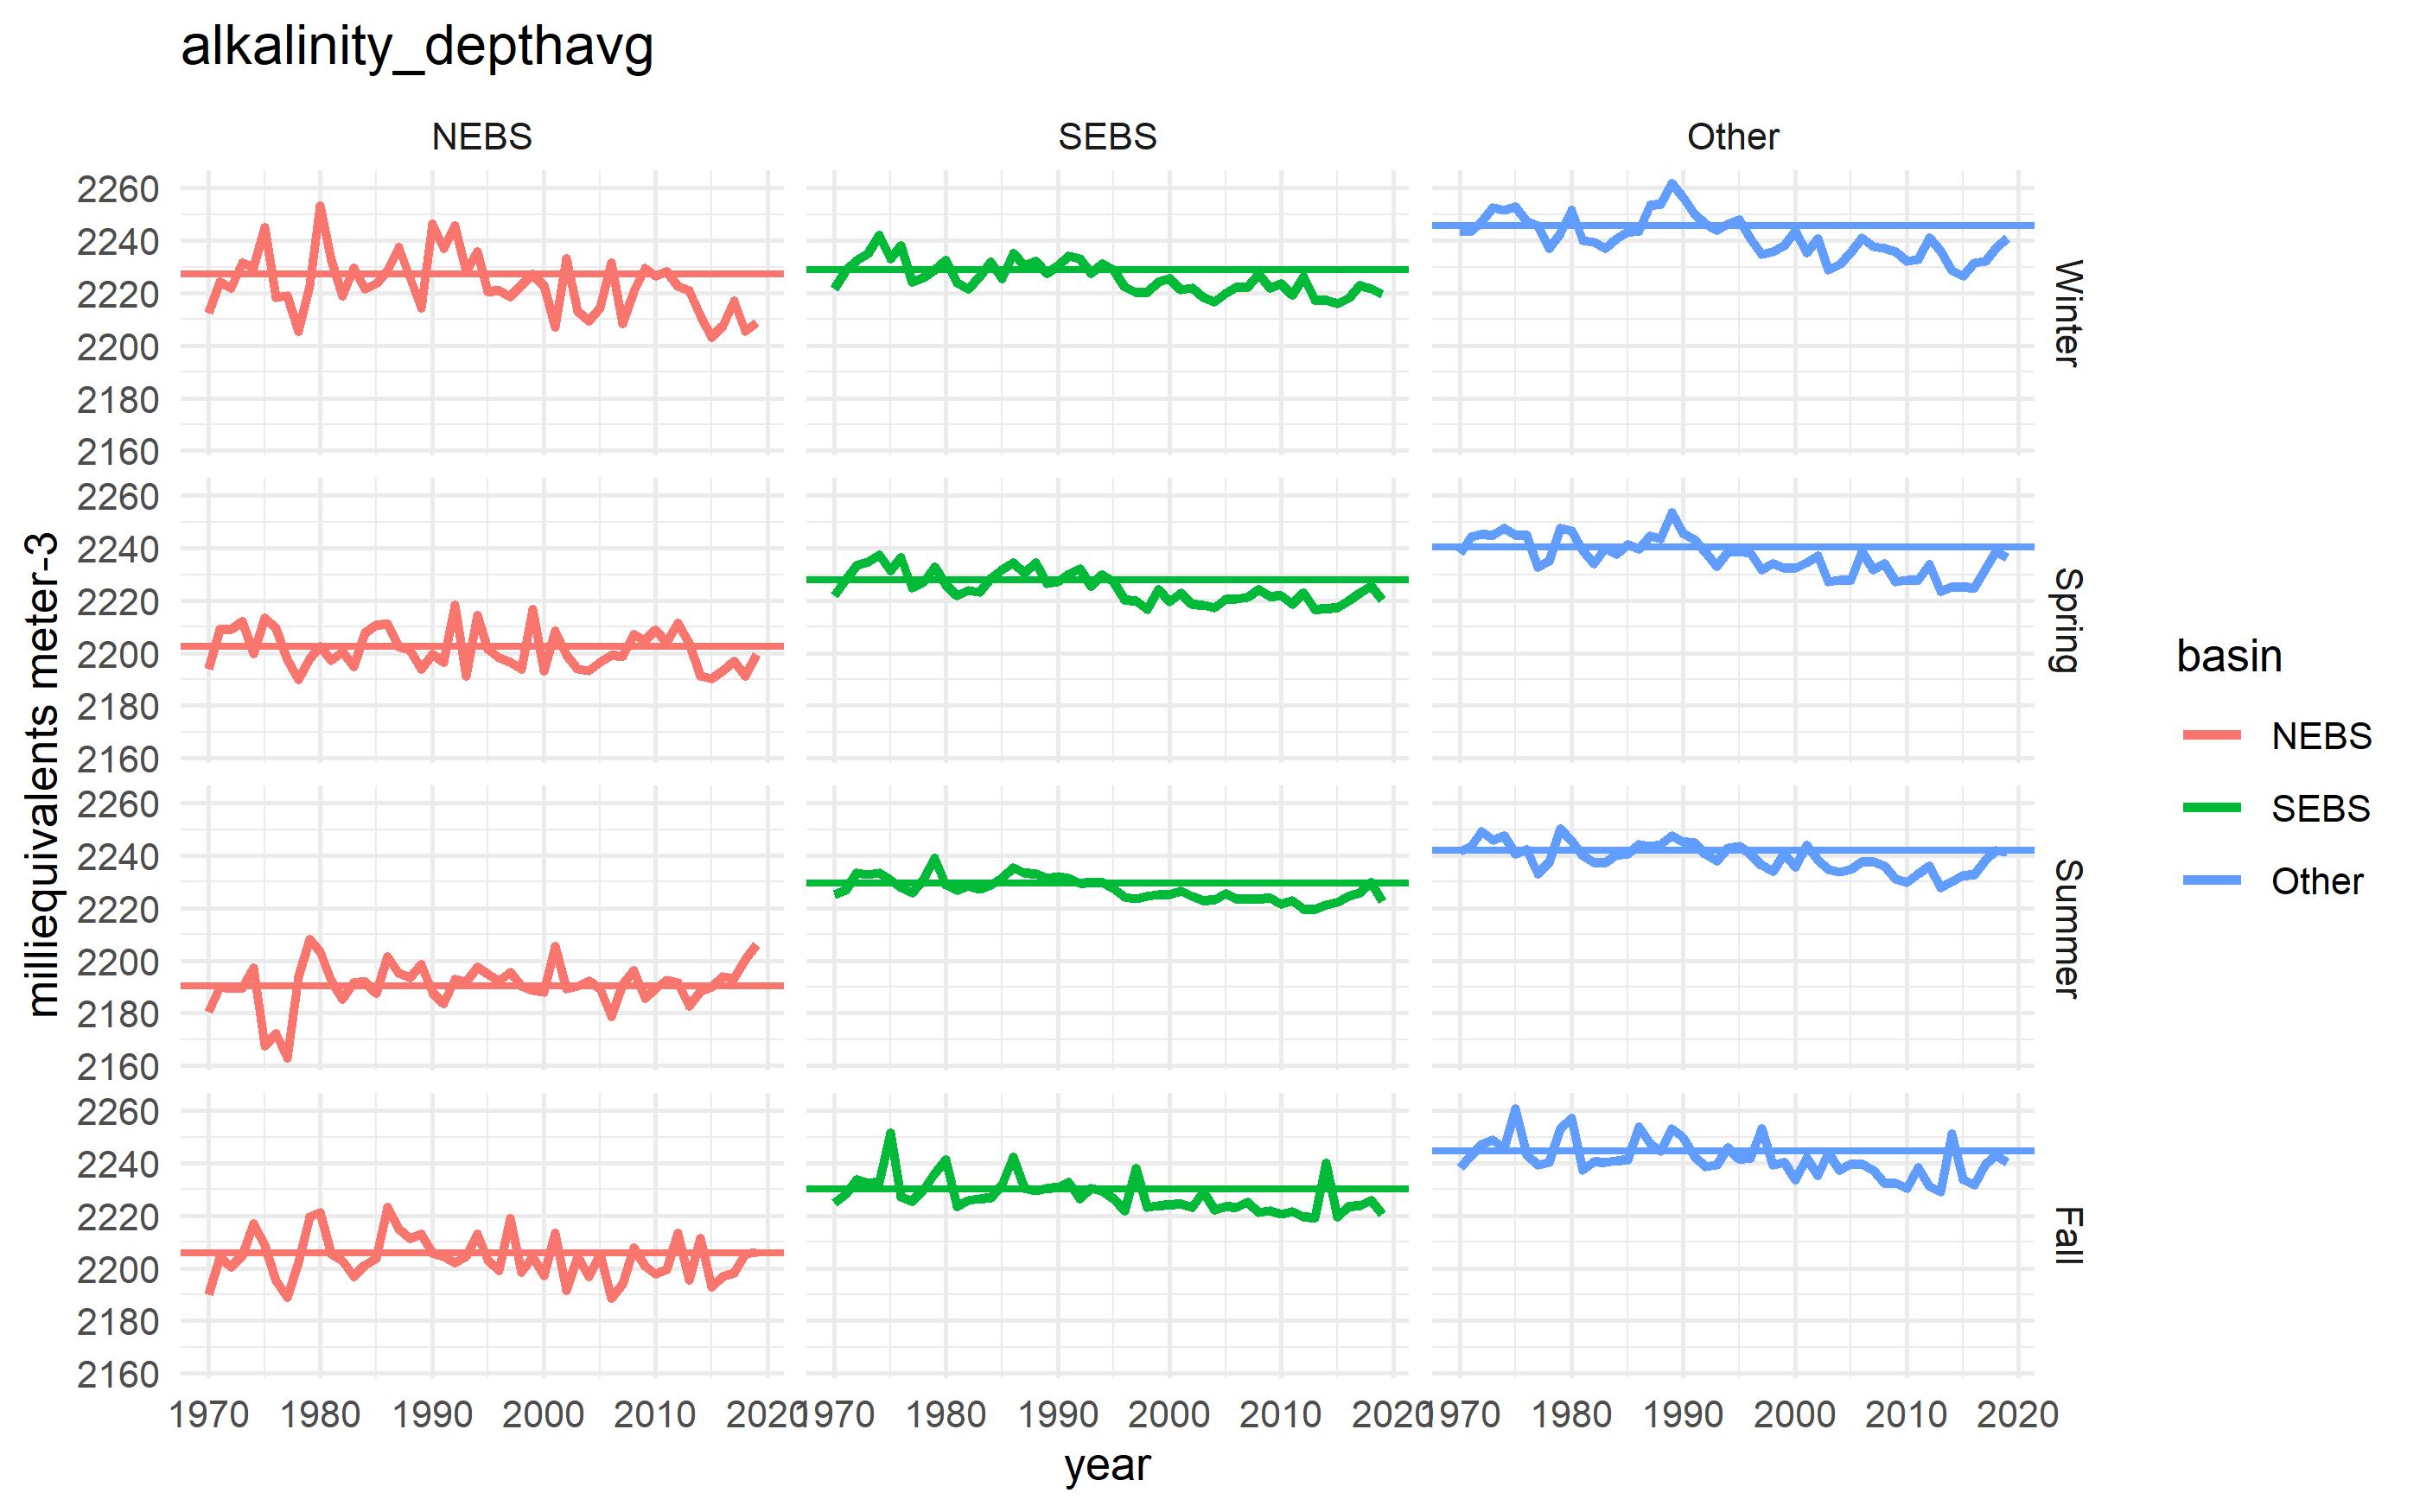 alkalinity_depthavg
NEBS SEBS Other
2260
2240
2220
2200
2180
2160
Winter
2260
2240
2220
2200
2180
2160
Spring
2260
2240
2220
2200
2180
2160
Summer
2260
2240
2220
2200
2180
2160
Fall
1970 1980 1990 2000 2010 2020 1970 1980 1990 2000 2010 2020 1970 1980 1990 2000 2010 2020
year
milliequivalents meter-3
basin
NEBS
SEBS
Other